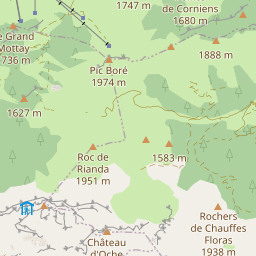 1747 m
de Corniens
1680 m
Grand
Mottay
1736 m
1888 m
Pic Boré
1974 m
1627 m
Roc de
Rianda
1951 m
1583 m
Rochers
de Chauffes
Floras
1938 m
Château
d'Oche